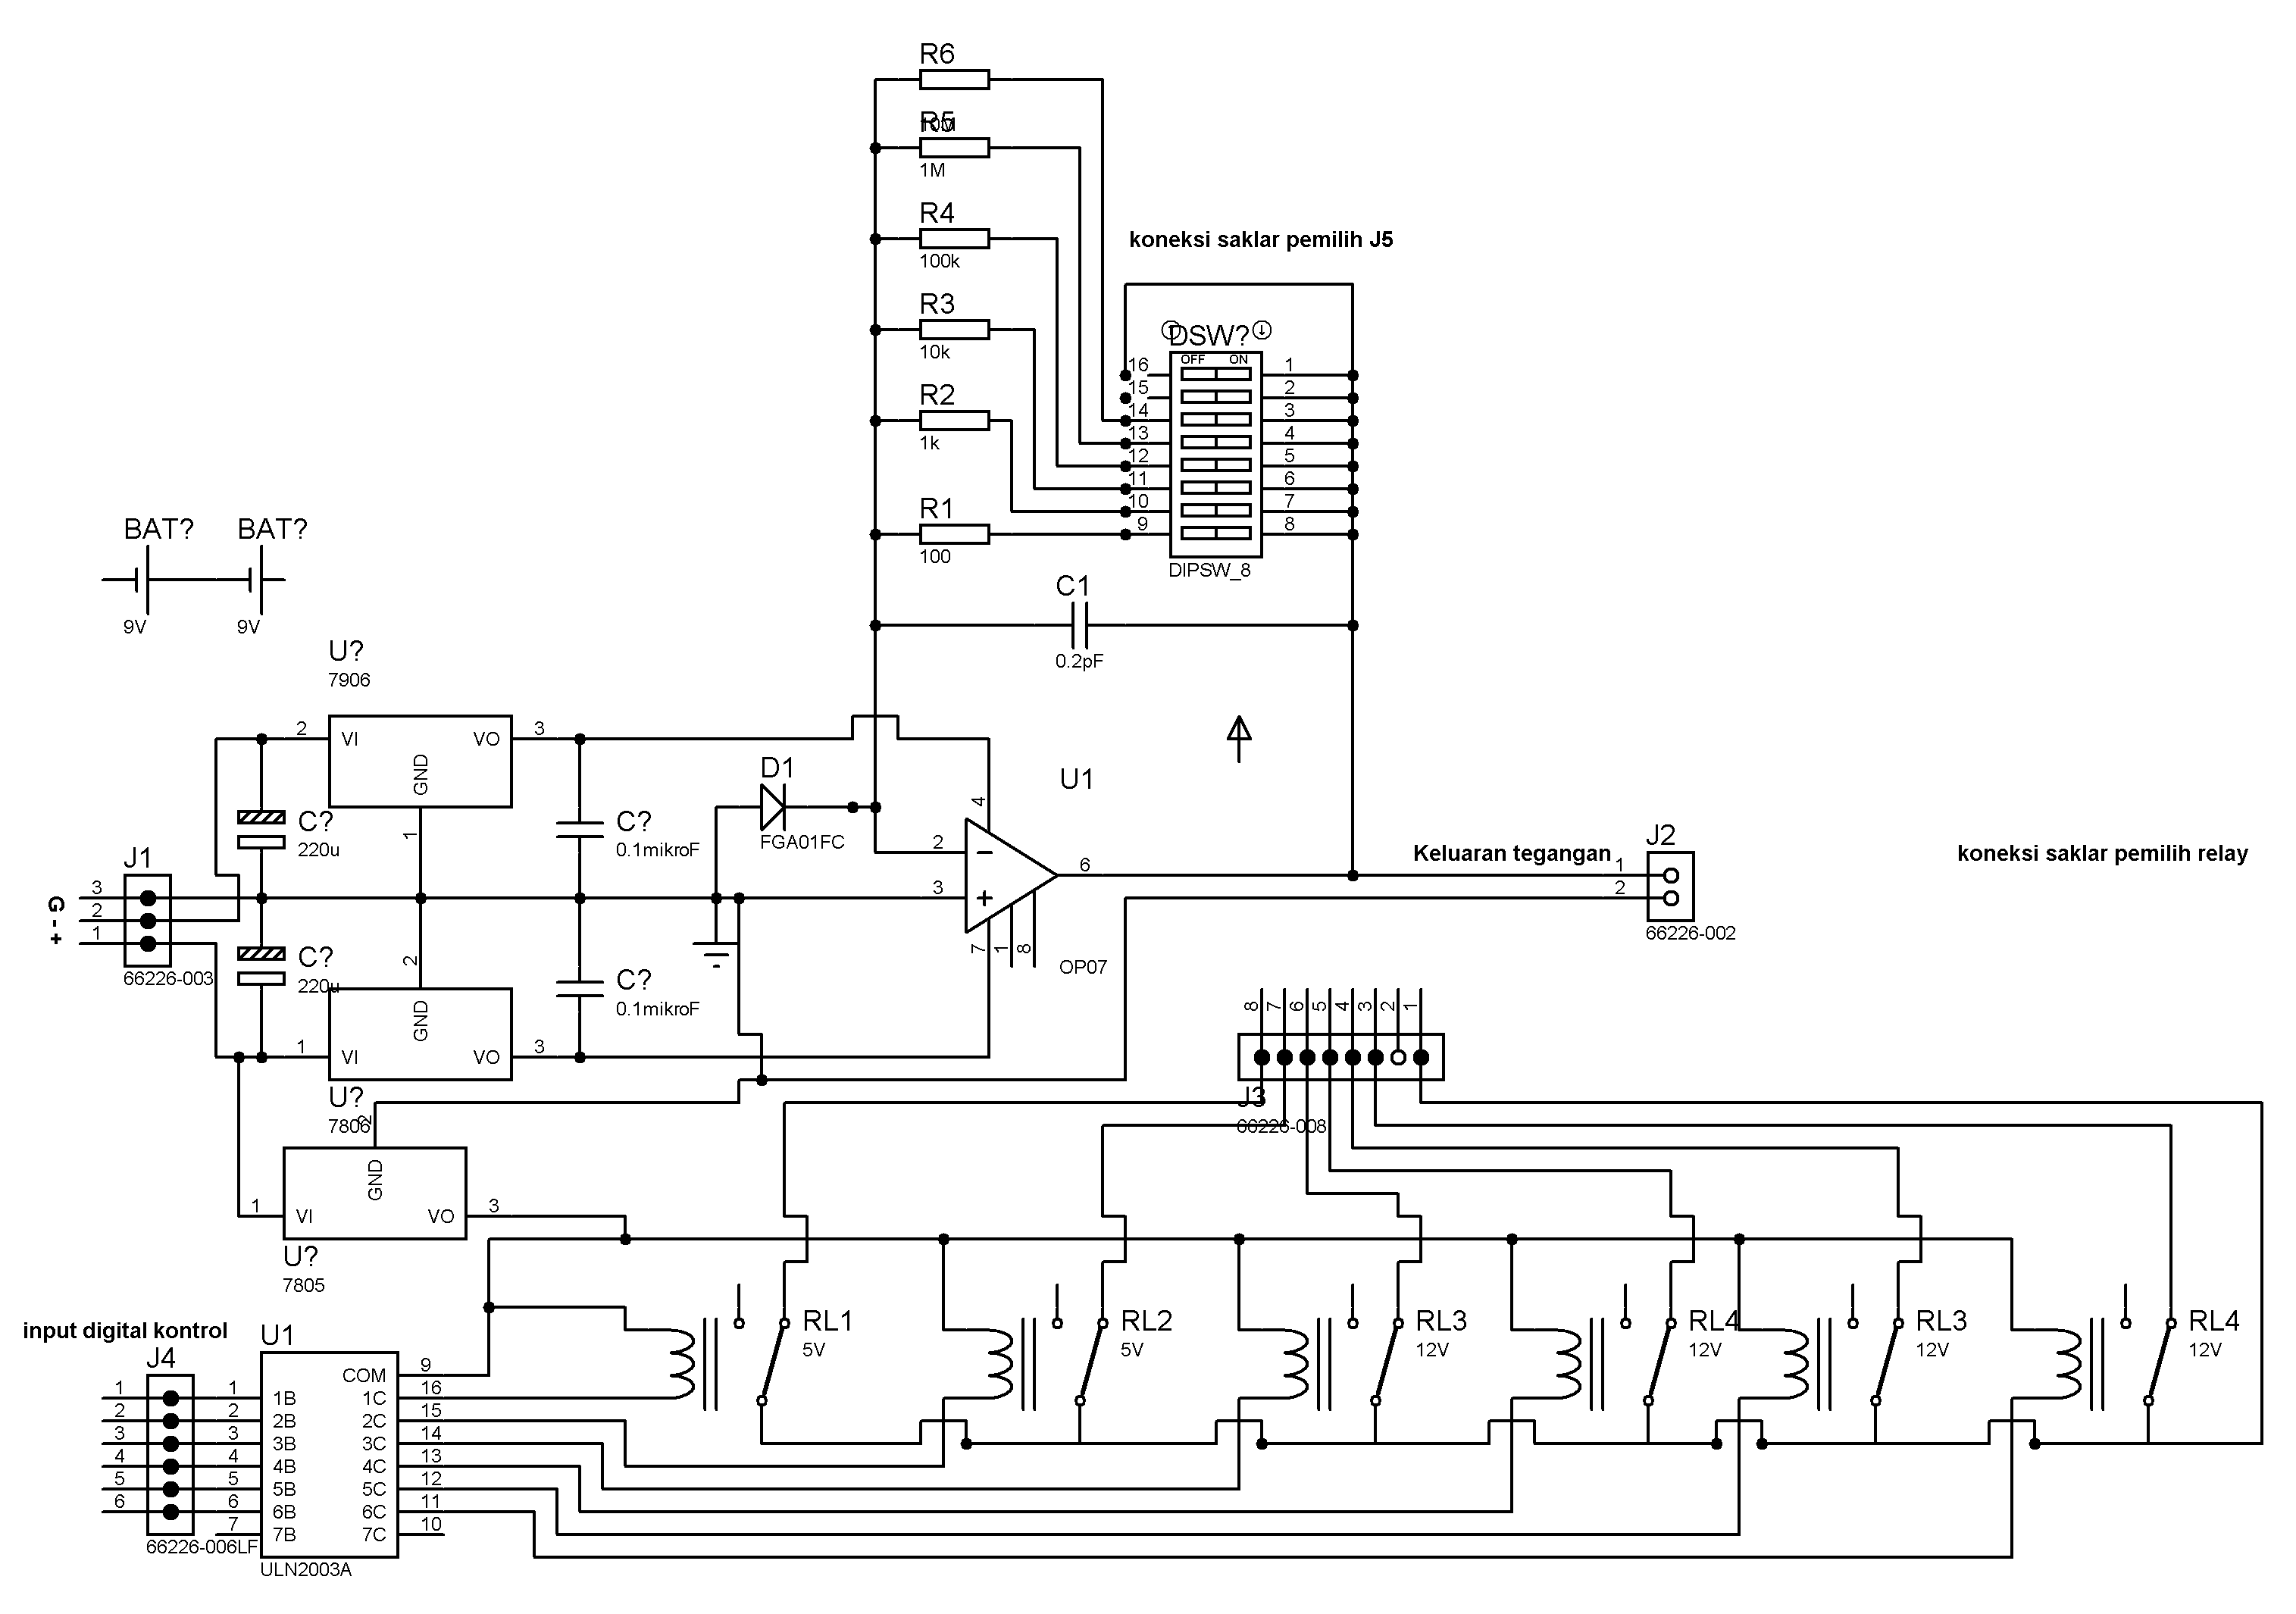 R6
10M
R5
1M
R4
100k
koneksi saklar pemilih J5
R3
10k
DSW?
OFF ON
16 1
15 2
14 3
13 4
12 5
11 6
10 7
9 8
DIPSW_8
R2
1k
R1
100
BAT? BAT?
9V 9V
C1
0.2pF
U?
7906
2 VI VO 3
GND
1
D1
FGA01FC
U1
4
2
3
6
7 1 8
OP07
C?
220u
C?
0.1mikroF
J1
3
2
1
G - +
66226-003
C?
220u
C?
0.1mikroF
2
GND
1 VI VO 3
U?
7806
Keluaran tegangan
J2
1
2
66226-002
koneksi saklar pemilih relay
8 7 6 5 4 3 2 1
J3
66226-008
2
GND
1 VI VO 3
U?
7805
input digital kontrol
J4
U1
RL1
5V
RL2
5V
RL3
12V
RL4
12V
RL3
12V
RL4
12V
COM 9
1 1 1B 1C 16
2 2 2B 2C 15
3 3 3B 3C 14
4 4 4B 4C 13
5 5 5B 5C 12
6 6 6B 6C 11
7 7B 7C 10
66226-006LF
ULN2003A